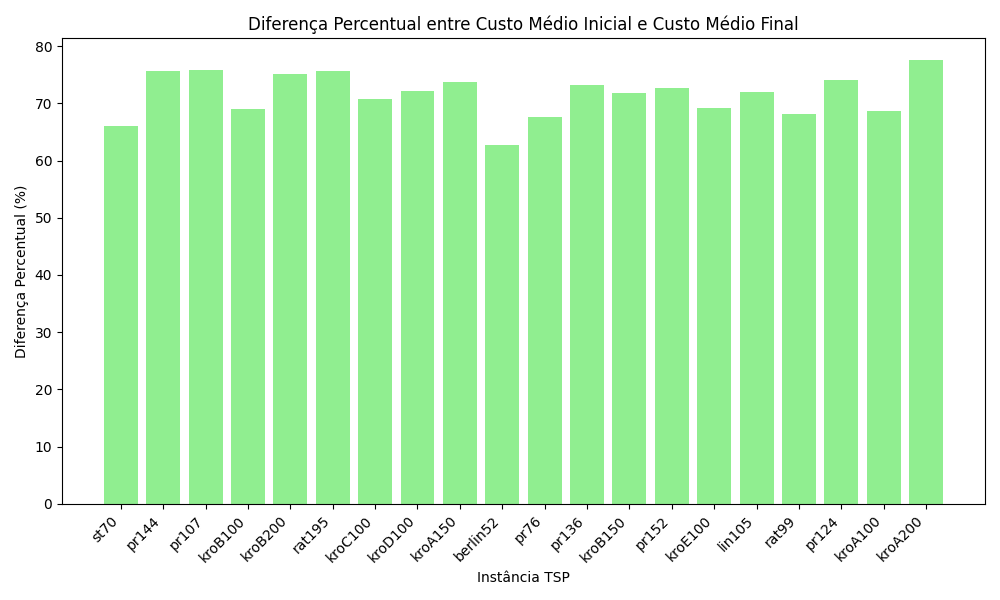 Diferença Percentual entre Custo Médio Inicial e Custo Médio Final
Diferença Percentual (%)
80
70
60
50
40
30
20
10
0
st70
pr144
pr107
kroB100
kroB200
rat195
kroC100
kroD100
kroA150
berlin52
pr76
pr136
kroB150
pr152
kroE100
lin105
rat99
pr124
kroA100
kroA200
Instância TSP